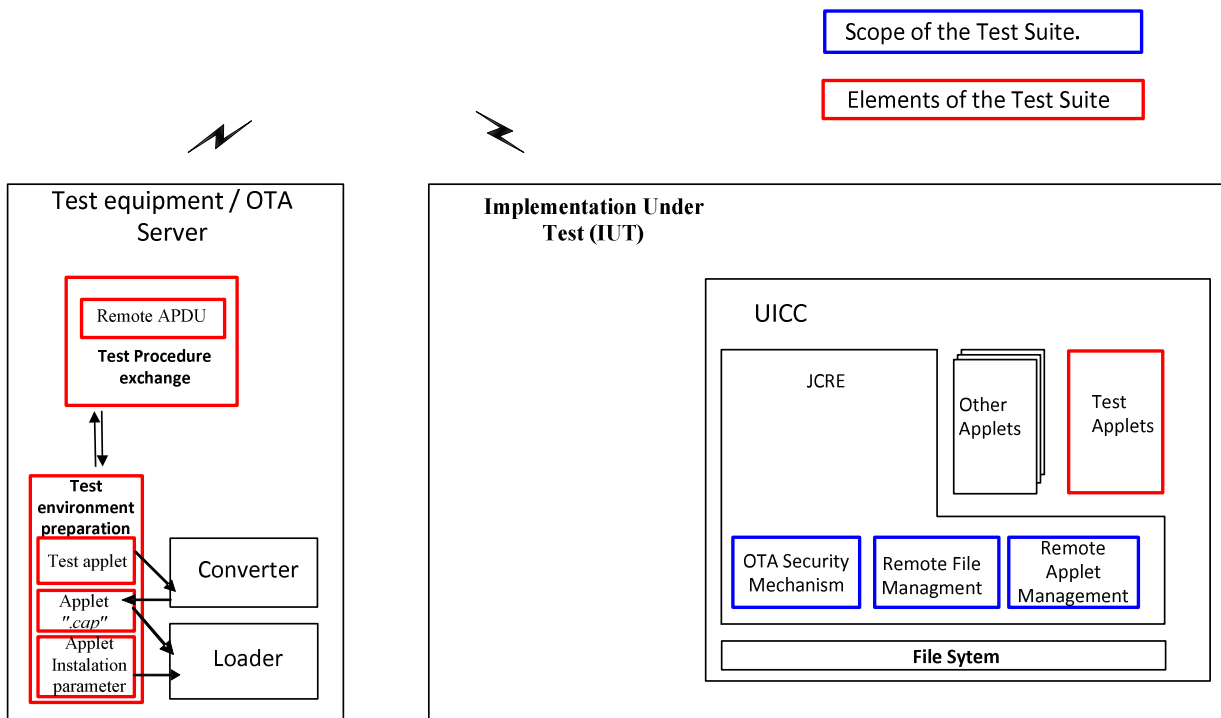 Scope of the Test Suite.
Elements of the Test Suite
Test equipment / OTA
Server
Remote APDU
Test Procedure
exchange
Test
environment
preparation
Test applet
Applet
".cap"
Applet
Instalation
parameter
Converter
Loader
Implementation Under
Test (IUT)
UICC
JCRE
Other
Applets
Test
Applets
OTA Security
Mechanism
Remote File
Managment
Remote
Applet
Management
File Sytem